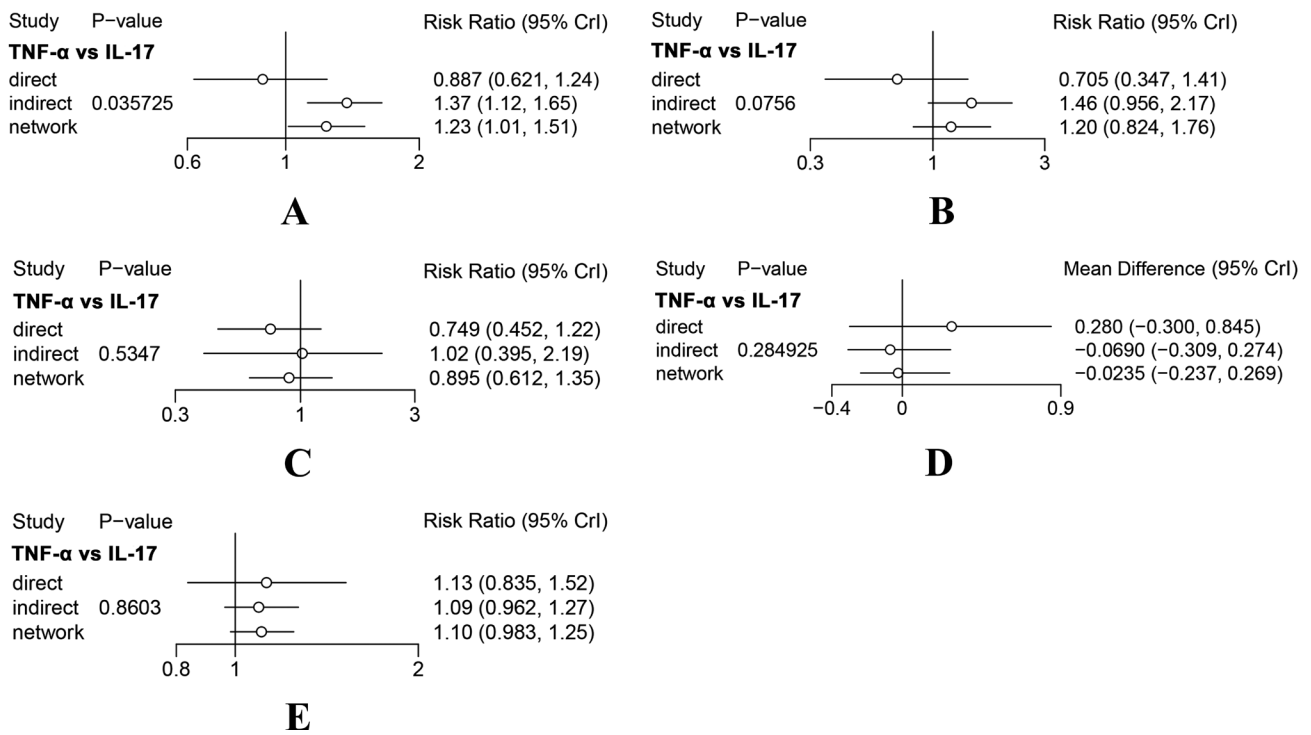 Study P−value Risk Ratio (95% CrI)
TNF-α vs IL-17
direct 0.887 (0.621, 1.24)
indirect 0.035725 1.37 (1.12, 1.65)
network 1.23 (1.01, 1.51)
0.6 1 2
A
Study P−value Risk Ratio (95% CrI)
TNF-α vs IL-17
direct 0.705 (0.347, 1.41)
indirect 0.0756 1.46 (0.956, 2.17)
network 1.20 (0.824, 1.76)
0.3 1 3
B
Study P−value Risk Ratio (95% CrI)
TNF-α vs IL-17
direct 0.749 (0.452, 1.22)
indirect 0.5347 1.02 (0.395, 2.19)
network 0.895 (0.612, 1.35)
0.3 1 3
C
Study P−value Mean Difference (95% CrI)
TNF-α vs IL-17
direct 0.280 (−0.300, 0.845)
indirect 0.284925 −0.0690 (−0.309, 0.274)
network −0.0235 (−0.237, 0.269)
−0.4 0 0.9
D
Study P−value Risk Ratio (95% CrI)
TNF-α vs IL-17
direct 1.13 (0.835, 1.52)
indirect 0.8603 1.09 (0.962, 1.27)
network 1.10 (0.983, 1.25)
0.8 1 2
E